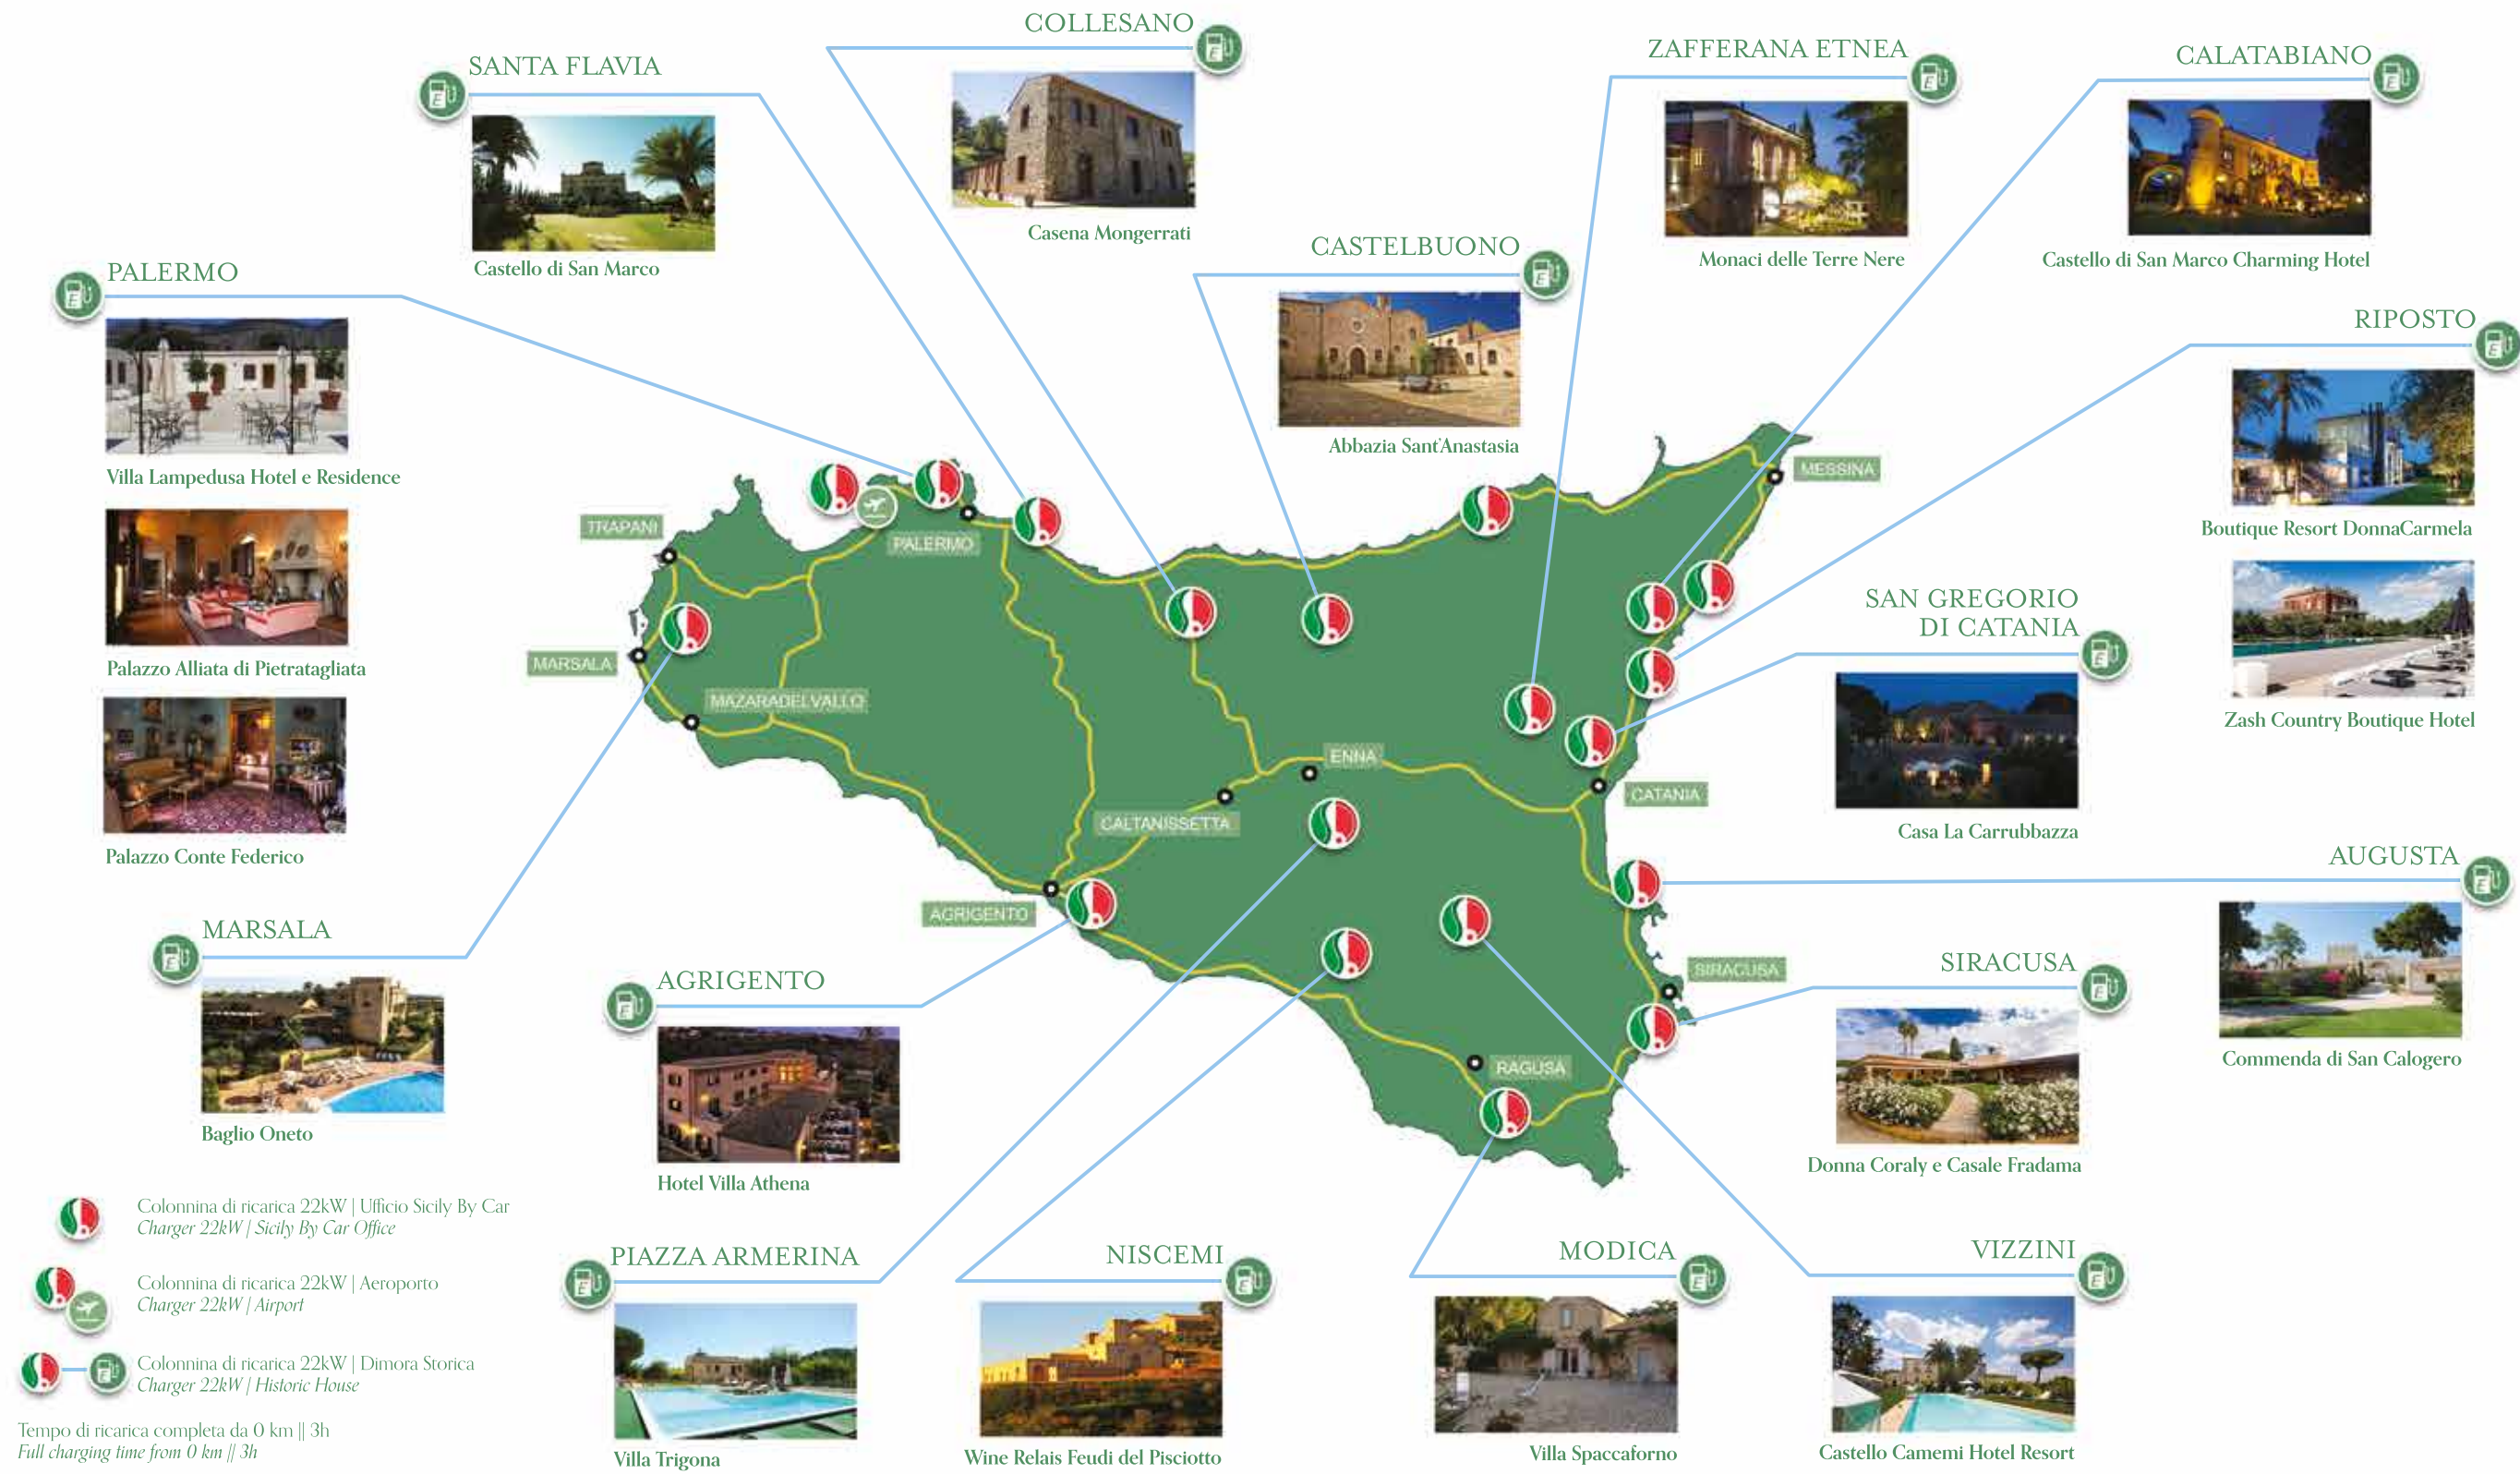 COLLESANO
Casena Mongerrati
SANTA FLAVIA
Castello di San Marco
ZAFFERANA ETNEA
Monaci delle Terre Nere
CALATABIANO
Castello di San Marco Charming Hotel
CASTELBUONO
Abbazia Sant'Anastasia
PALERMO
Villa Lampedusa Hotel e Residence
Palazzo Alliata di Pietratagliata
Palazzo Conte Federico
RIPOSTO
Boutique Resort DonnaCarmela
Zash Country Boutique Hotel
SAN GREGORIO
DI CATANIA
Casa La Carrubbazza
MESSINA
TRAPANI
PALERMO
MARSALA
MAZARADELVALLO
ENNA
CATANIA
CALTANISSETTA
AGRIGENTO
SIRACUSA
RAGUSA
AUGUSTA
Commenda di San Calogero
MARSALA
Baglio Oneto
AGRIGENTO
Hotel Villa Athena
SIRACUSA
Donna Coraly e Casale Fradama
PIAZZA ARMERINA
Villa Trigona
NISCEMI
Wine Relais Feudi del Pisciotto
MODICA
Villa Spaccaforno
VIZZINI
Castello Camemi Hotel Resort
Colonnina di ricarica 22kW | Ufficio Sicily By Car
Charger 22kW | Sicily By Car Office
Colonnina di ricarica 22kW | Aeroporto
Charger 22kW | Airport
Colonnina di ricarica 22kW | Dimora Storica
Charger 22kW | Historic House
Tempo di ricarica completa da 0 km || 3h
Full charging time from 0 km || 3h